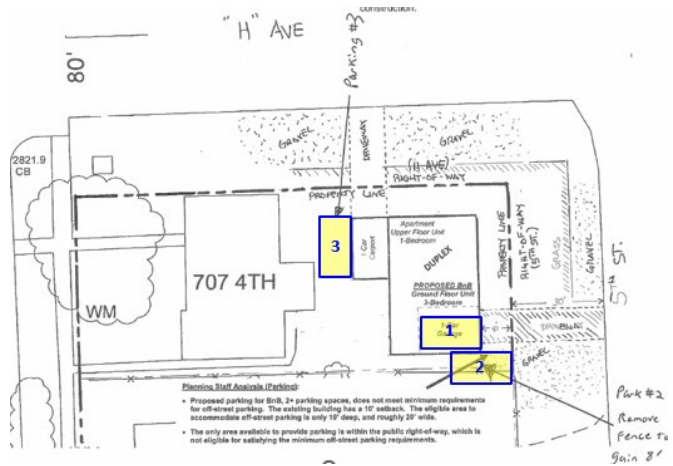 construction.
"H" AVE
Parking #3
80'
2821.9
CB
GRAVEL
DRIVEWAY
GRAVEL
(H AVE)
RIGHT-OF-WAY
PROPERTY LINE
3
1-Car
Carport
Apartment
Upper Floor Unit
1-Bedroom
DUPLEX
PROPOSED BnB
Ground Floor Unit
3-Bedroom
1
1-Car
Garage
2
PROPERTY LINE
RIGHT-OF-WAY
(5TH ST.)
GRASS
GRAVEL
5TH ST.
30'
DRIVEWAY
GRAVEL
707 4TH
WM
Planning Staff Analysis (Parking):
• Proposed parking for BnB, 2+ parking spaces, does not meet minimum requirements
for off-street parking. The existing building has a 10' setback. The eligible area to
accommodate off-street parking is only 10' deep, and roughly 20' wide.
• The only area available to provide parking is within the public right-of-way, which is
not eligible for satisfying the minimum off-street parking requirements.
Park #2
Remove
Fence To
gain 8'